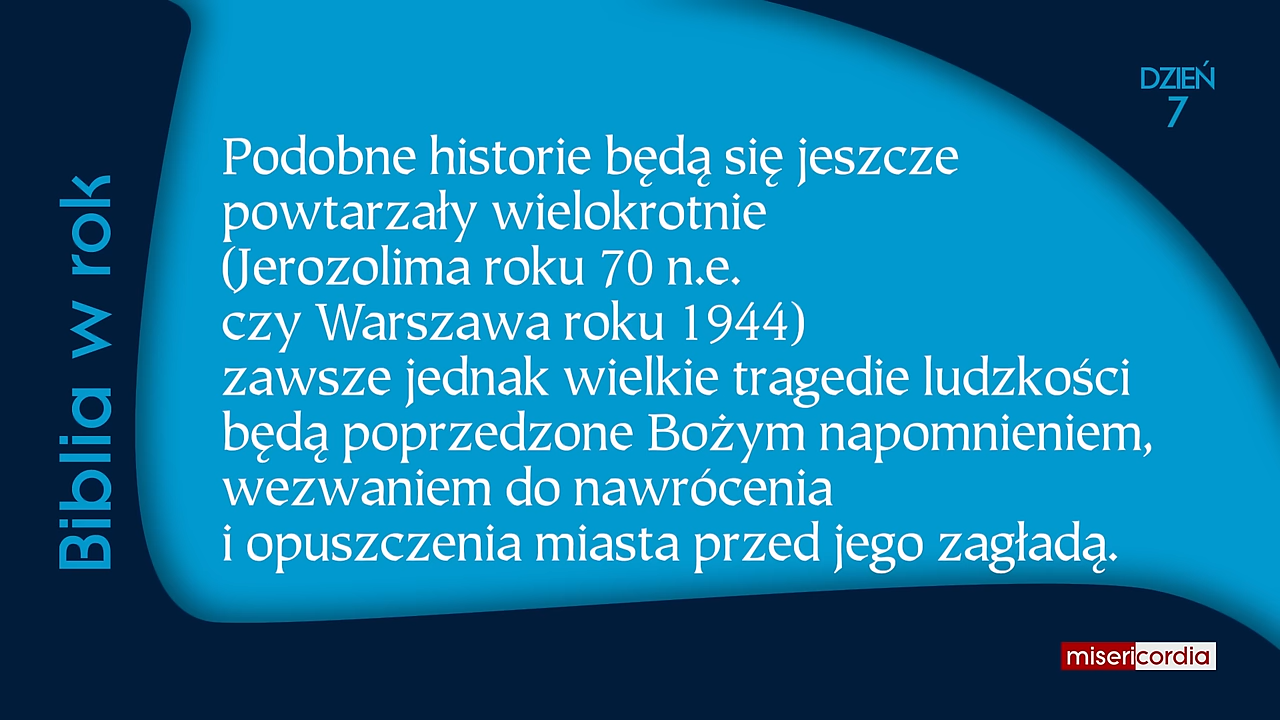 DZIEŃ
7
Biblia w rok
Podobne historie będą się jeszcze
powtarzały wielokrotnie
(Jerozolima roku 70 n.e.
czy Warszawa roku 1944)
zawsze jednak wielkie tragedie ludzkości
będą poprzedzone Bożym napomnieniem,
wezwaniem do nawrócenia
i opuszczenia miasta przed jego zagładą.
misericordia